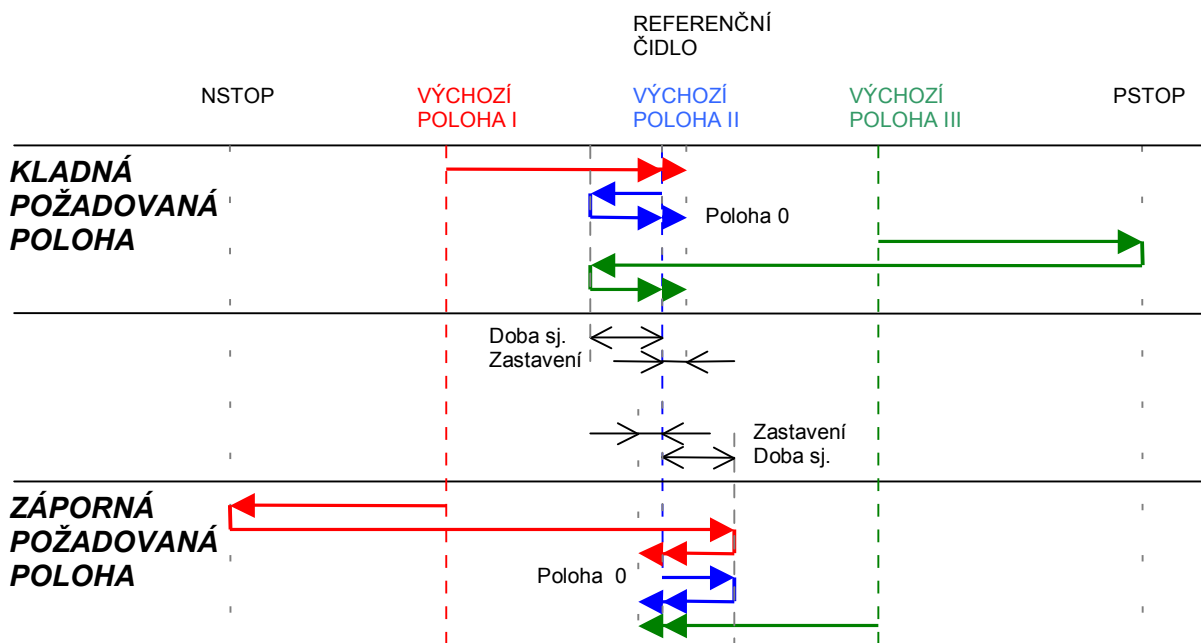 REFERENČNÍ
ČIDLO
NSTOP
VÝCHOZÍ
POLOHA I
VÝCHOZÍ
POLOHA II
VÝCHOZÍ
POLOHA III
PSTOP
KLADNÁ
POŽADOVANÁ
POLOHA
Poloha 0
Doba sj.
Zastavení
Zastavení
Doba sj.
ZÁPORNÁ
POŽADOVANÁ
POLOHA
Poloha 0